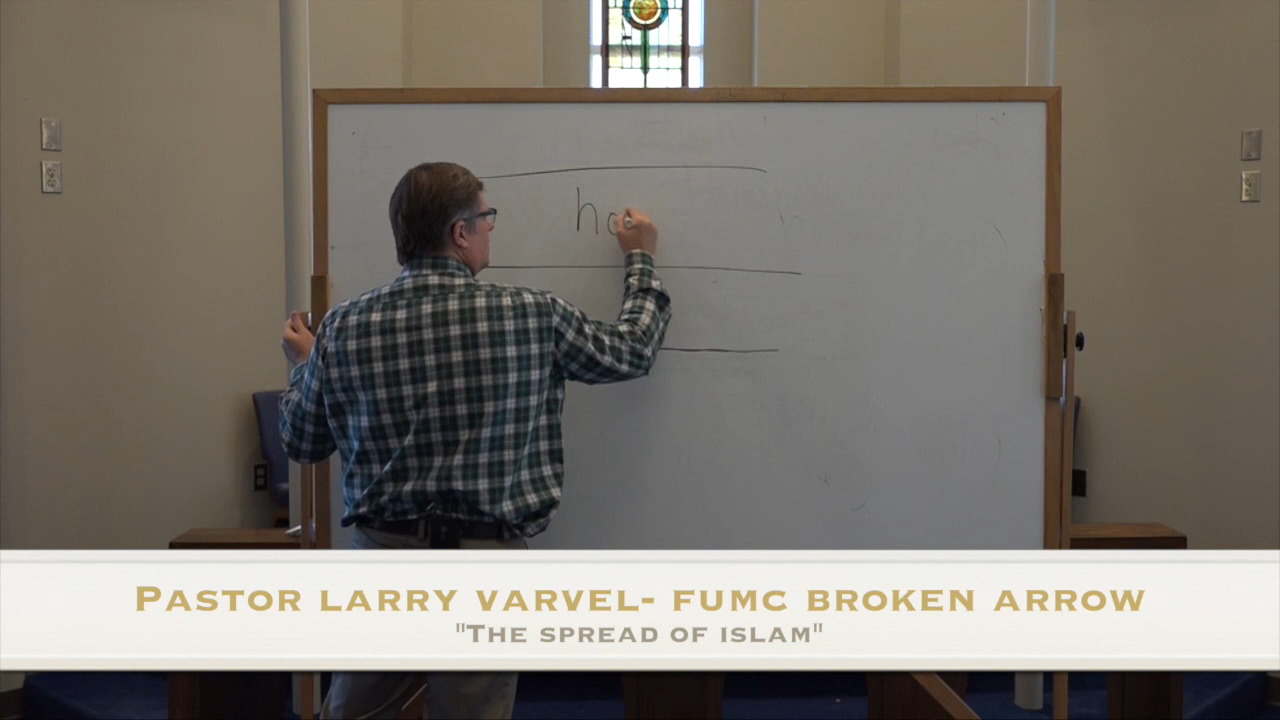 Pastor larry varvel- fumc broken arrow
"The spread of islam"